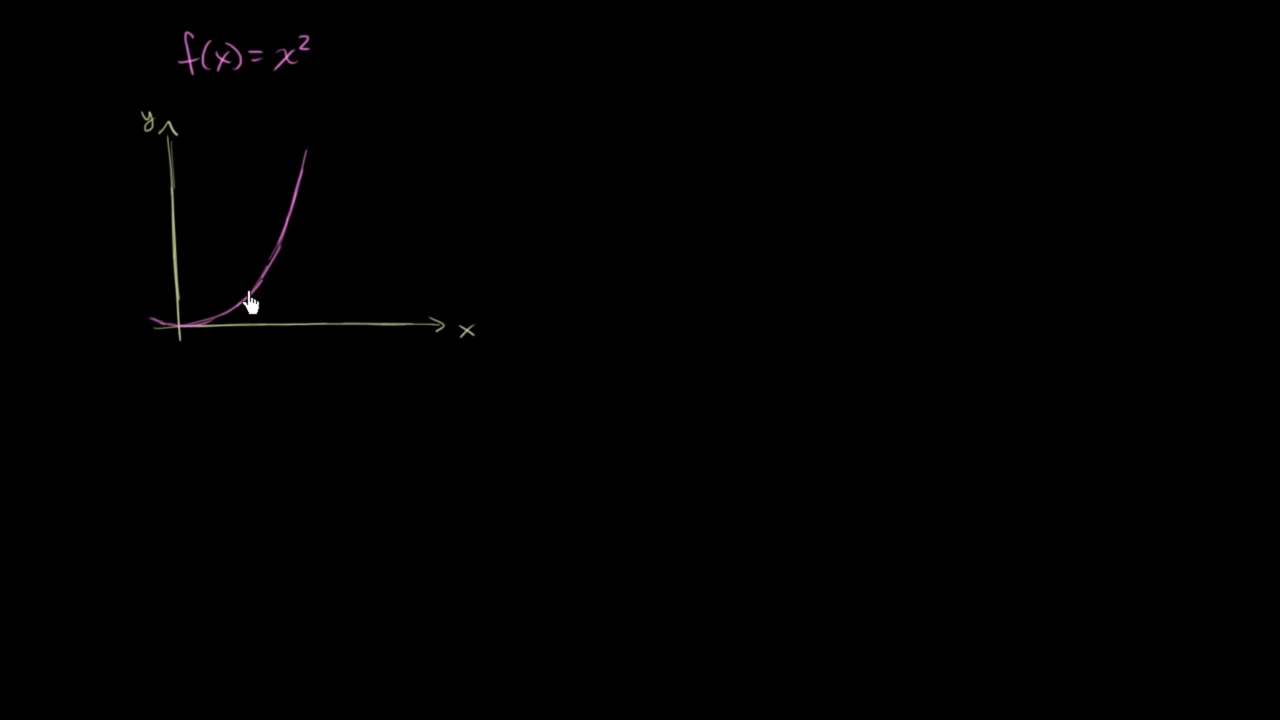 f(x) = x²
y
x